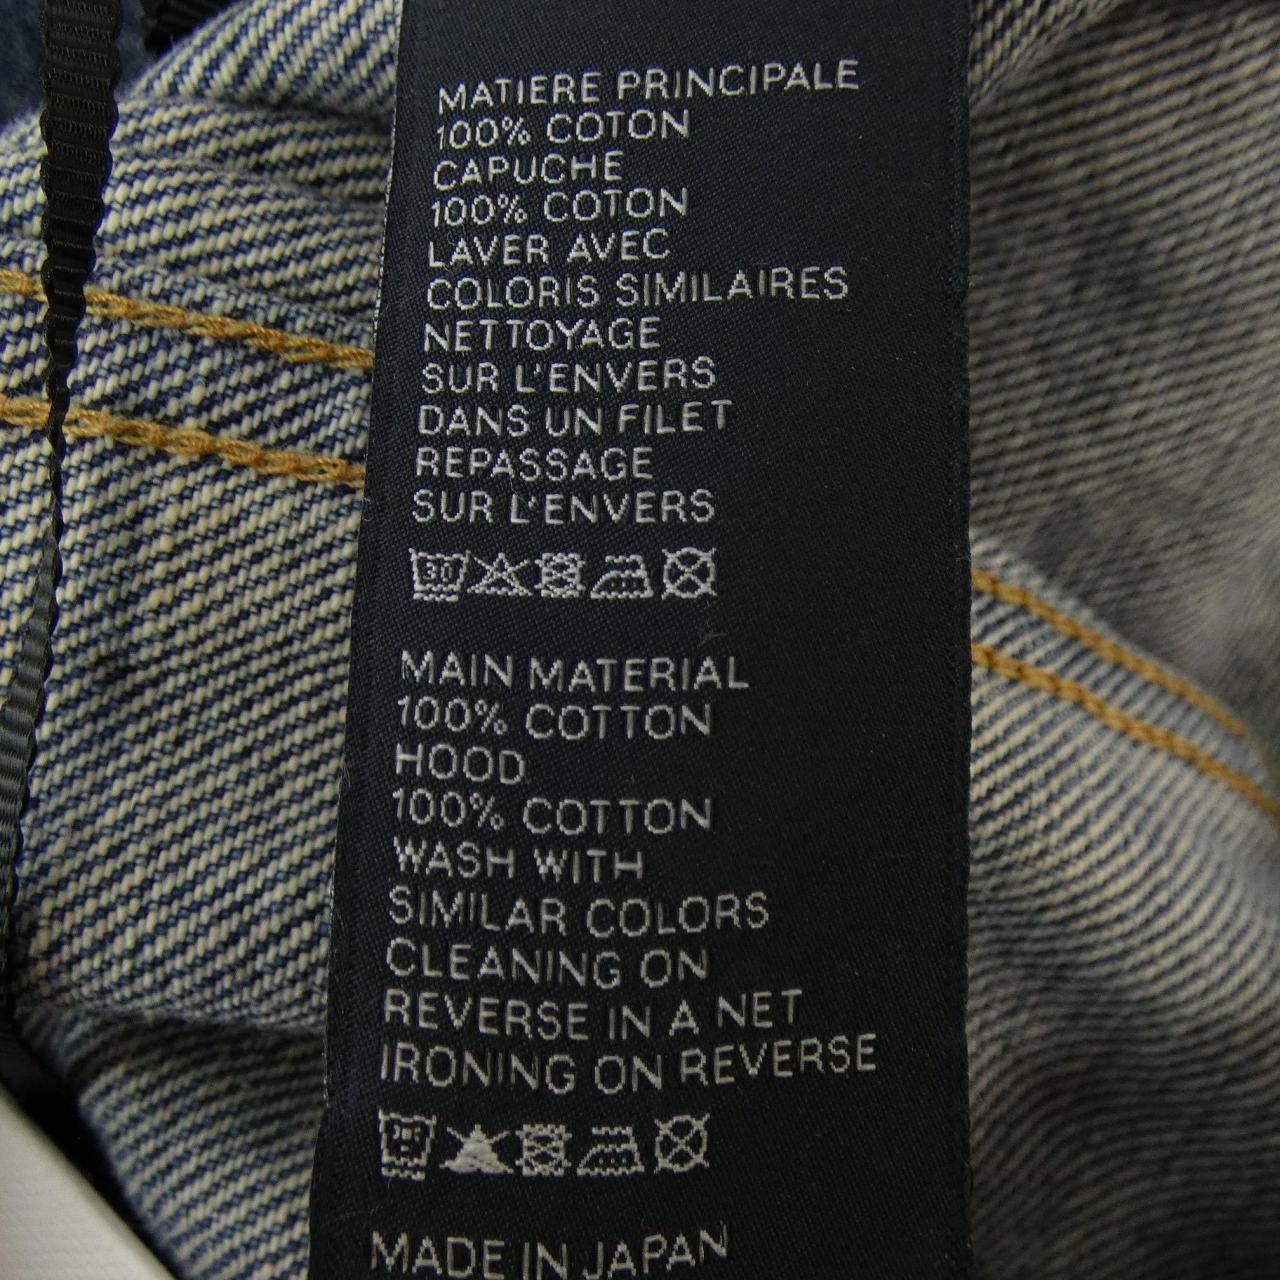 MATIERE PRINCIPALE
100% COTON
CAPUCHE
100% COTON
LAVER AVEC
COLORIS SIMILAIRES
NETTOYAGE
SUR L'ENVERS
DANS UN FILET
REPASSAGE
SUR L'ENVERS
30
MAIN MATERIAL
100% COTTON
HOOD
100% COTTON
WASH WITH
SIMILAR COLORS
CLEANING ON
REVERSE IN A NET
IRONING ON REVERSE
MADE IN JAPAN